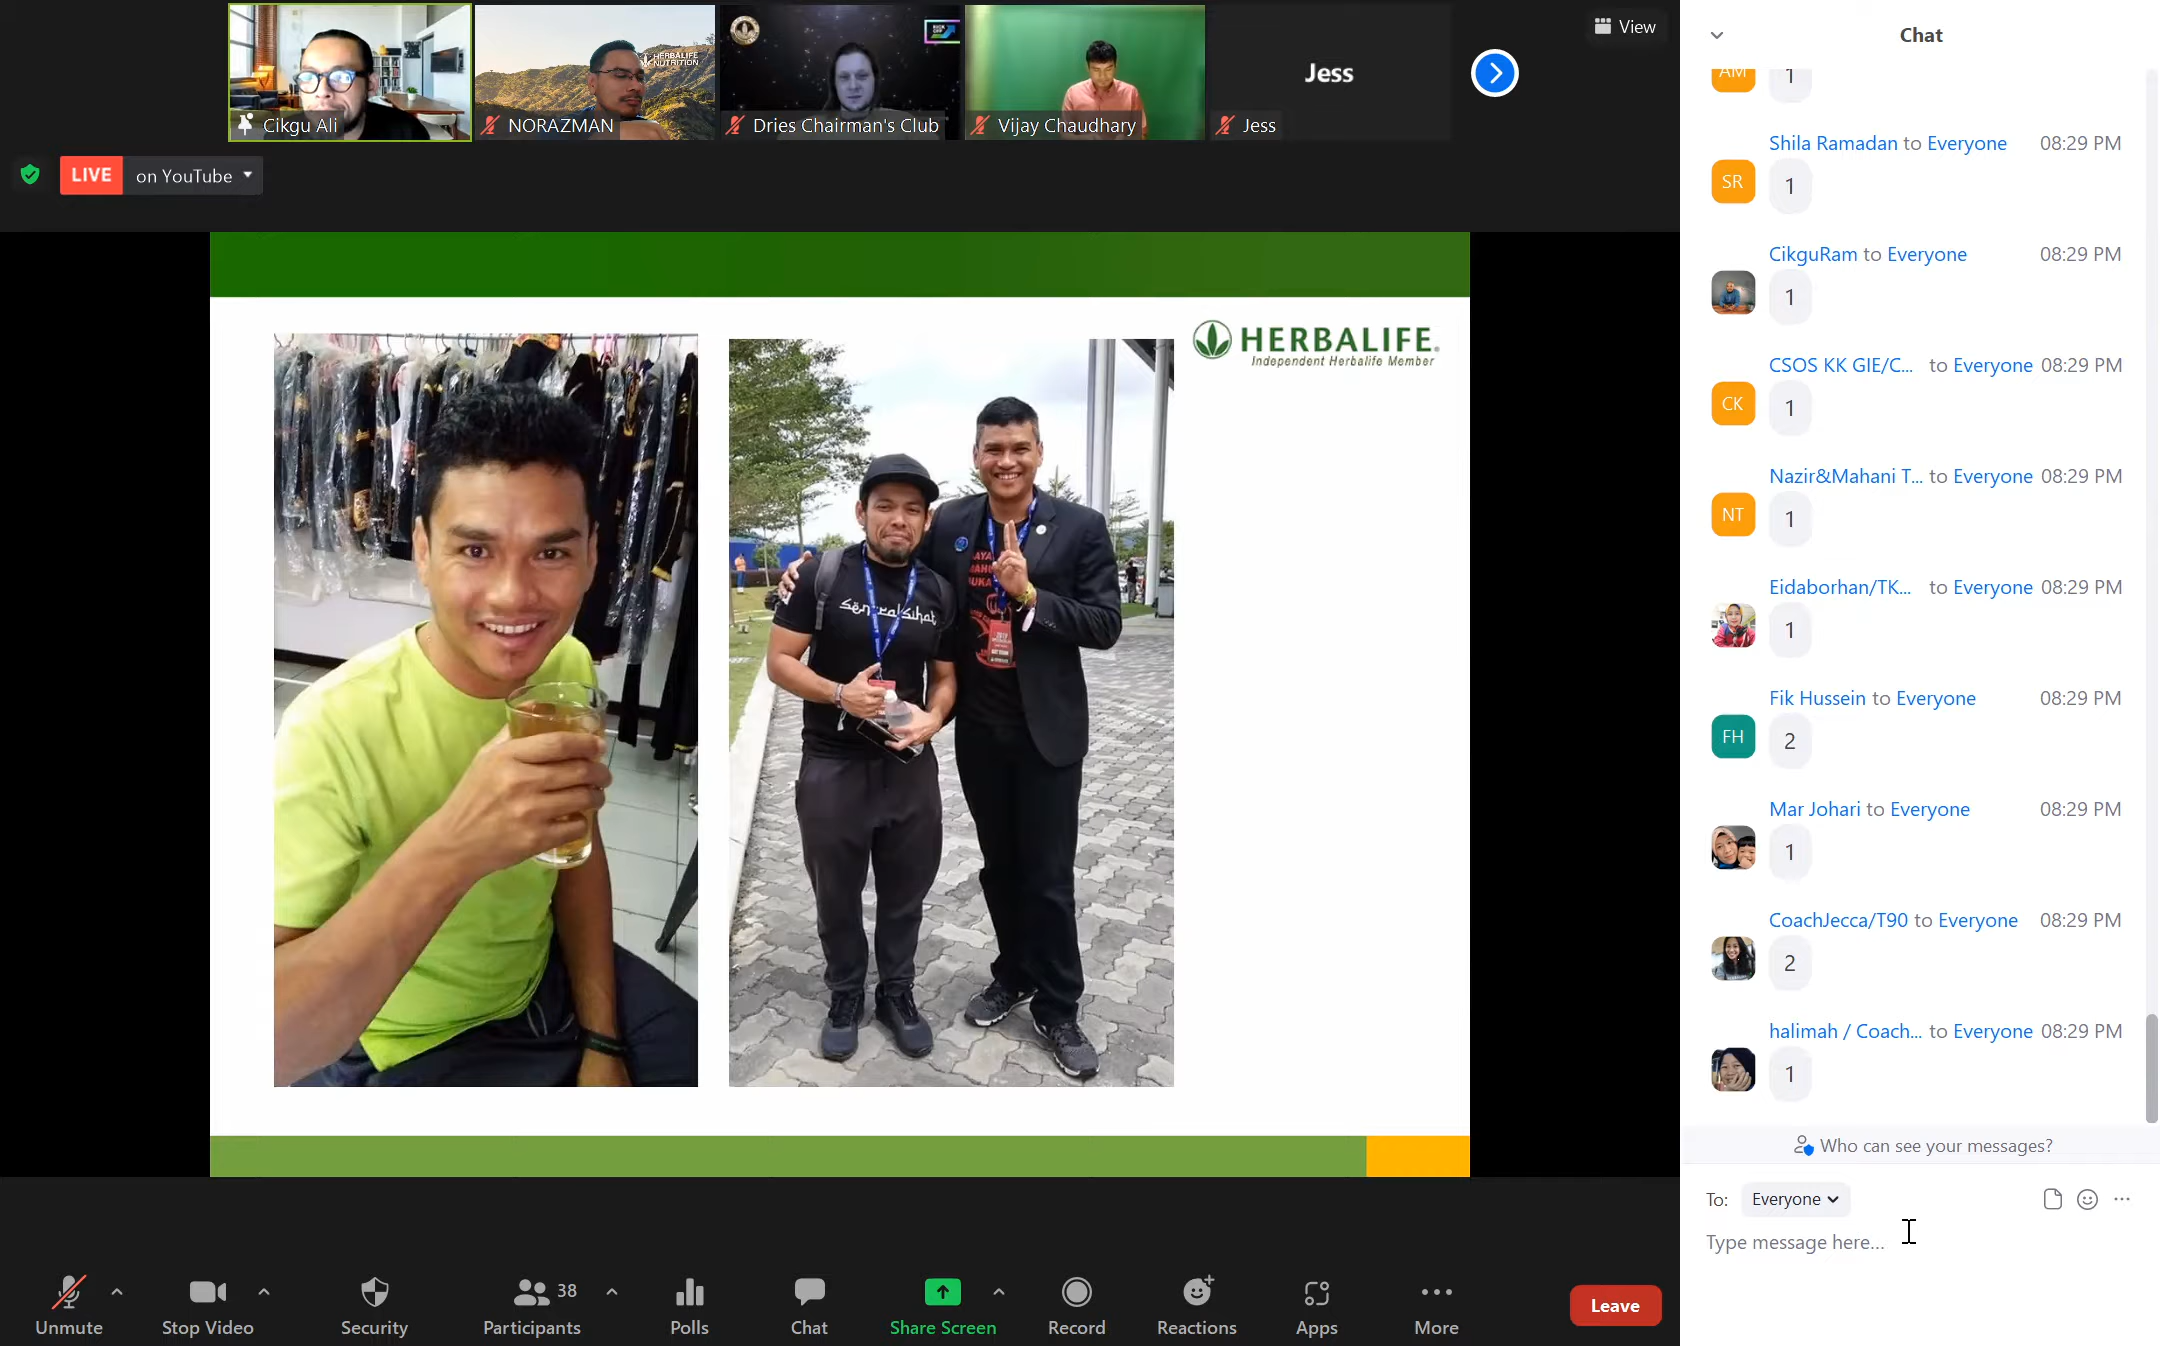 View
Jess
Cikgu Ali
NORAZMAN
HERBALIFE
NUTRITION
Dries Chairman's Club
Vijay Chaudhary
Jess
LIVE
on YouTube
HERBALIFE
Independent Herbalife Member
sentralsihat
Chat
AM
1
Shila Ramadan to Everyone 08:29 PM
SR
1
CikguRam to Everyone 08:29 PM
1
CSOS KK GIE/C... to Everyone 08:29 PM
CK
1
Nazir&Mahani T... to Everyone 08:29 PM
NT
1
Eidaborhan/TK... to Everyone 08:29 PM
1
Fik Hussein to Everyone 08:29 PM
FH
2
Mar Johari to Everyone 08:29 PM
1
CoachJecca/T90 to Everyone 08:29 PM
2
halimah / Coach... to Everyone 08:29 PM
1
Who can see your messages?
To: Everyone
Type message here...
Unmute
Stop Video
Security
38
Participants
Polls
Chat
Share Screen
Record
Reactions
Apps
More
Leave